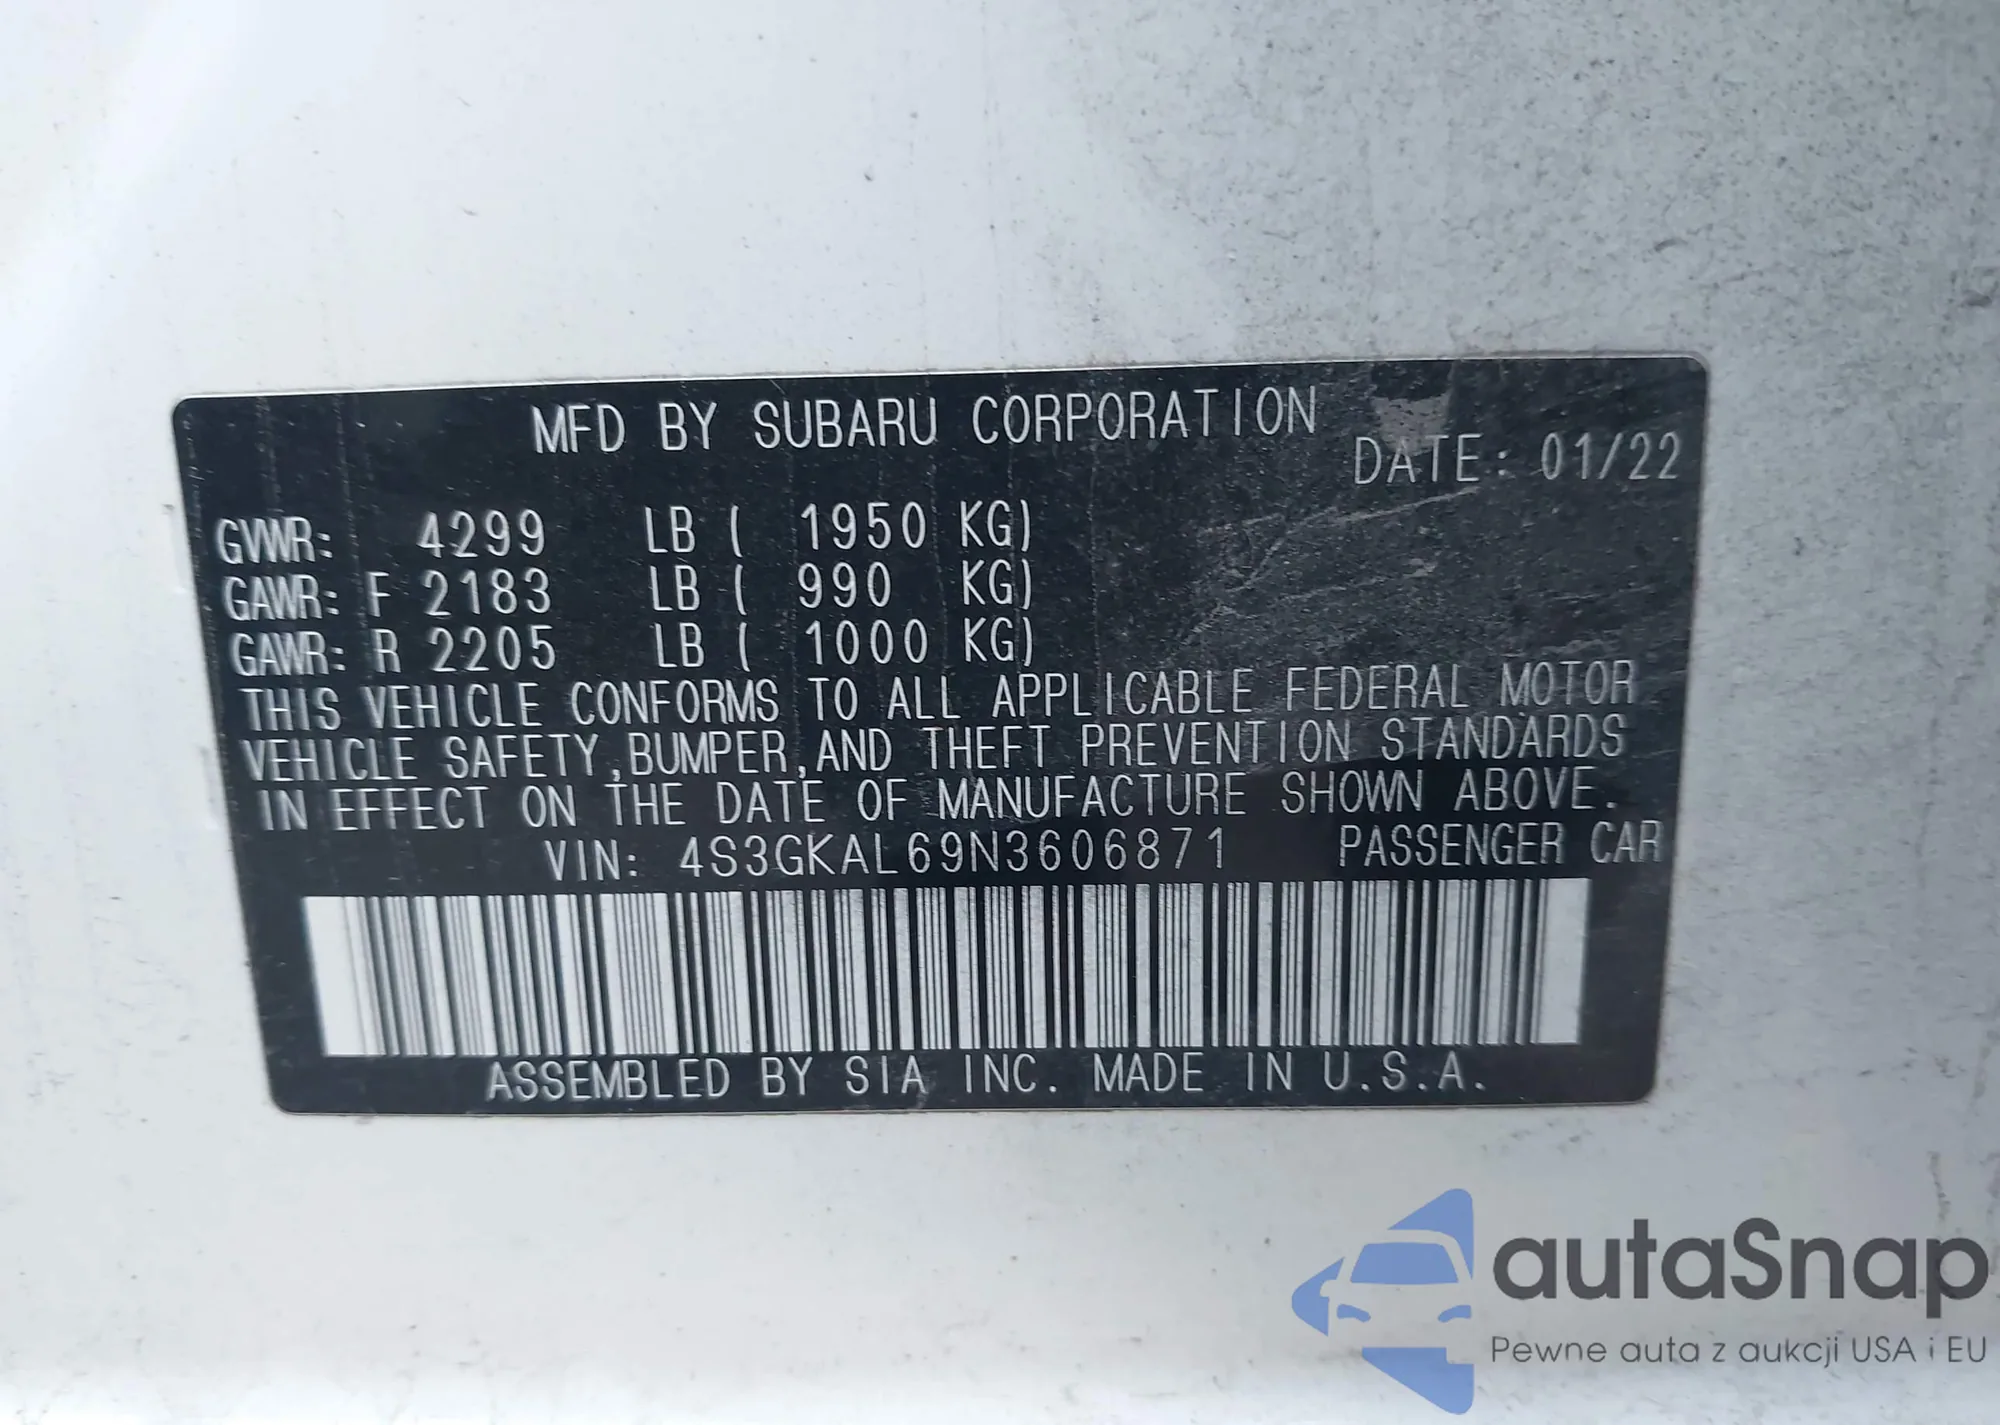 MFD BY SUBARU CORPORATION
DATE: 01/22
GVWR: 4299 LB ( 1950 KG)
GAWR: F 2183 LB ( 990 KG)
GAWR: R 2205 LB ( 1000 KG)
THIS VEHICLE CONFORMS TO ALL APPLICABLE FEDERAL MOTOR
VEHICLE SAFETY,BUMPER,AND THEFT PREVENTION STANDARDS
IN EFFECT ON THE DATE OF MANUFACTURE SHOWN ABOVE.
VIN: 4S3GKAL69N3606871 PASSENGER CAR
ASSEMBLED BY SIA INC. MADE IN U.S.A.
autaSnap
Pewne auta z aukcji USA i EU